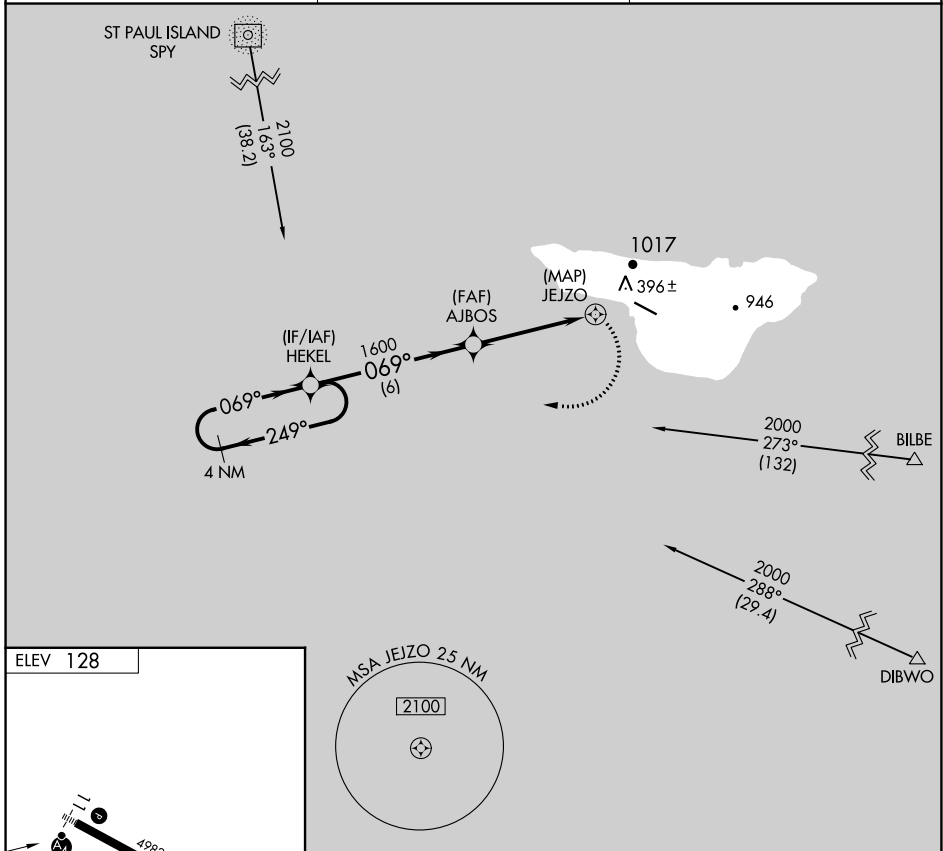 ST PAUL ISLAND
SPY
2100
163°
(38.2)
1017
396±
946
(MAP)
JEJZO
(FAF)
AJBOS
(IF/IAF)
HEKEL
1600
069°
(6)
069°
249°
4 NM
2000
273°
(132)
BILBE
2000
288°
(29.4)
DIBWO
ELEV 128
MSA JEJZO 25 NM
2100
11
P
A
4982